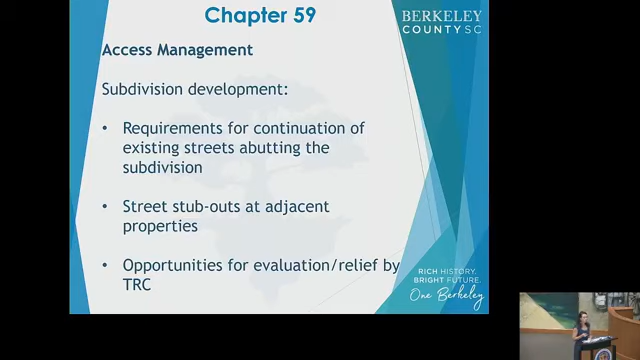 Chapter 59
BERKELEY
COUNTY SC
Access Management
Subdivision development:
• Requirements for continuation of
existing streets abutting the
subdivision
• Street stub-outs at adjacent
properties
• Opportunities for evaluation/relief by
TRC
RICH HISTORY.
BRIGHT FUTURE.
One Berkeley